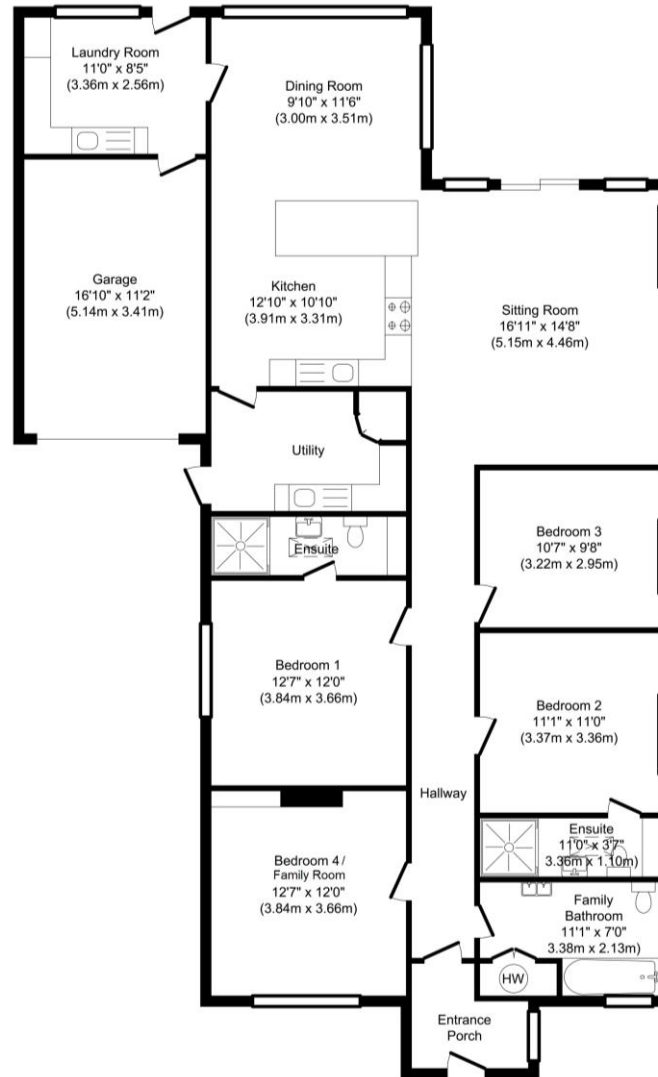 Laundry Room
11'0" x 8'5"
(3.36m x 2.56m)
Dining Room
9'10" x 11'6"
(3.00m x 3.51m)
Garage
16'10" x 11'2"
(5.14m x 3.41m)
Kitchen
12'10" x 10'10"
(3.91m x 3.31m)
Sitting Room
16'11" x 14'8"
(5.15m x 4.46m)
Utility
Ensuite
Bedroom 3
10'7" x 9'8"
(3.22m x 2.95m)
Bedroom 1
12'7" x 12'0"
(3.84m x 3.66m)
Bedroom 2
11'1" x 11'0"
(3.37m x 3.36m)
Hallway
Ensuite
11'0" x 3'7"
3.36m x 1.10m)
Bedroom 4 /
Family Room
12'7" x 12'0"
(3.84m x 3.66m)
Family
Bathroom
11'1" x 7'0"
3.38m x 2.13m)
HW
Entrance
Porch